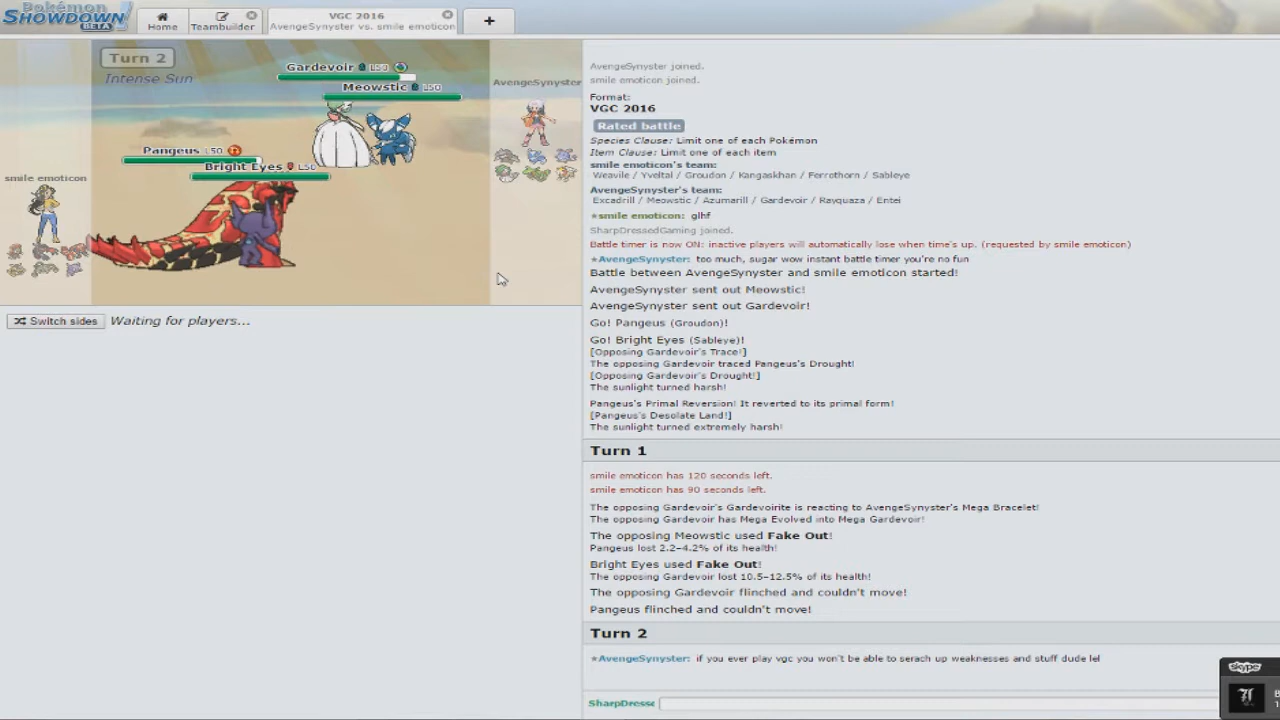 Pokémon
SHOWDOWN!
BETA
Home
Teambuilder
VGC 2016
AvengeSynyster vs. smile emoticon
+
Turn 2
Intense Sun
Gardevoir L50
Meowstic L50
Pangeus L50
Bright Eyes L50
smile emoticon
AvengeSynyster
Switch sides Waiting for players...
AvengeSynyster joined.
smile emoticon joined.
Format:
VGC 2016
Rated battle
Species Clause: Limit one of each Pokémon
Item Clause: Limit one of each item
smile emoticon's team:
Weavile / Yveltal / Groudon / Kangaskhan / Ferrothorn / Sableye
AvengeSynyster's team:
Excadrill / Meowstic / Azumarill / Gardevoir / Rayquaza / Entei
★smile emoticon: glhf
SharpDressedGaming joined.
Battle timer is now ON: inactive players will automatically lose when time's up. (requested by smile emoticon)
★AvengeSynyster: too much, sugar wow instant battle timer you're no fun
Battle between AvengeSynyster and smile emoticon started!
AvengeSynyster sent out Meowstic!
AvengeSynyster sent out Gardevoir!
Go! Pangeus (Groudon)!
Go! Bright Eyes (Sableye)!
[Opposing Gardevoir's Trace!]
The opposing Gardevoir traced Pangeus's Drought!
[Opposing Gardevoir's Drought!]
The sunlight turned harsh!
Pangeus's Primal Reversion! It reverted to its primal form!
[Pangeus's Desolate Land!]
The sunlight turned extremely harsh!
Turn 1
smile emoticon has 120 seconds left.
smile emoticon has 90 seconds left.
The opposing Gardevoir's Gardevoirite is reacting to AvengeSynyster's Mega Bracelet!
The opposing Gardevoir has Mega Evolved into Mega Gardevoir!
The opposing Meowstic used Fake Out!
Pangeus lost 2.2–4.2% of its health!
Bright Eyes used Fake Out!
The opposing Gardevoir lost 10.5–12.5% of its health!
The opposing Gardevoir flinched and couldn't move!
Pangeus flinched and couldn't move!
Turn 2
★AvengeSynyster: if you ever play vgc you won't be able to serach up weaknesses and stuff dude lel
SharpDresse
skype